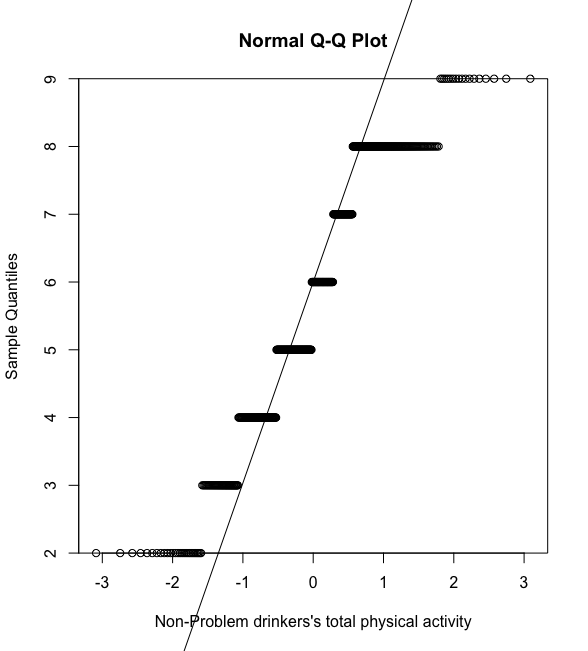 Normal Q-Q Plot
Sample Quantiles
9
8
7
6
5
4
3
2
-3 -2 -1 0 1 2 3
Non-Problem drinkers's total physical activity